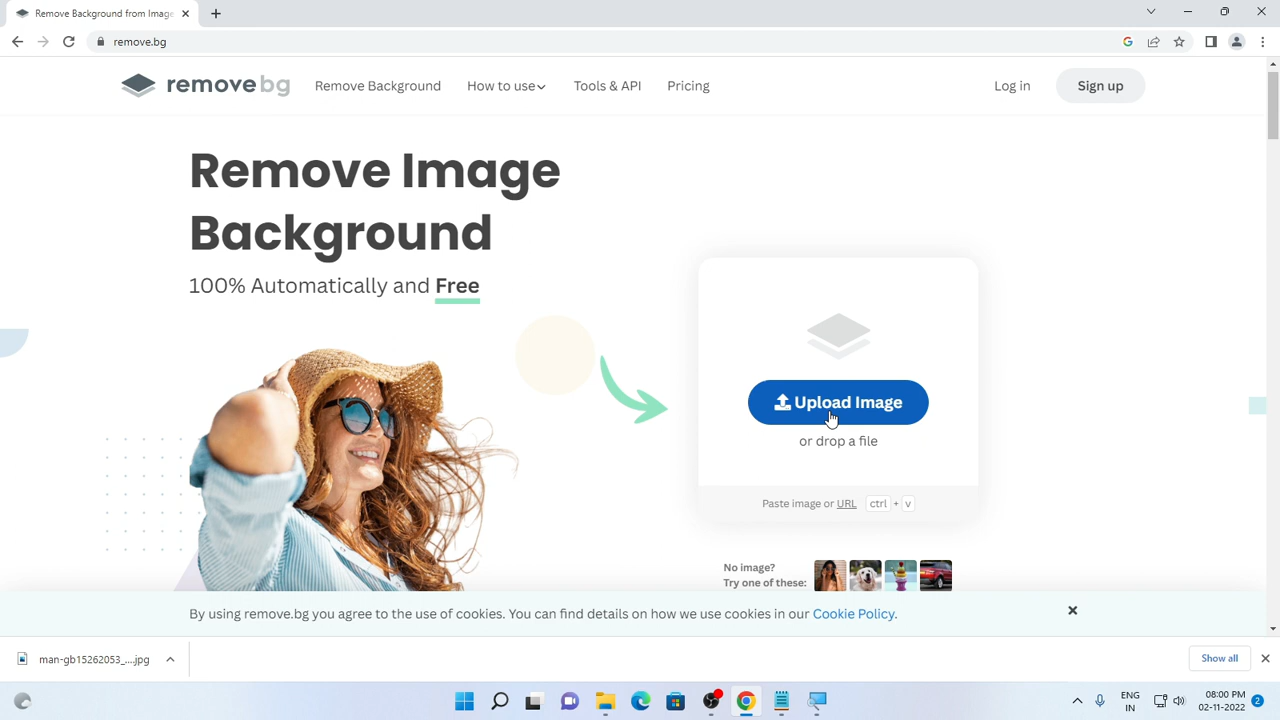 Remove Background from Image
remove.bg
removebg
Remove Background
How to use
Tools & API
Pricing
Log in
Sign up
Remove Image
Background
100% Automatically and Free
Upload Image
or drop a file
Paste image or URL ctrl + v
No image?
Try one of these:
By using remove.bg you agree to the use of cookies. You can find details on how we use cookies in our Cookie Policy.
man-gb15262053_....jpg
Show all
ENG
IN
08:00 PM
02-11-2022
2